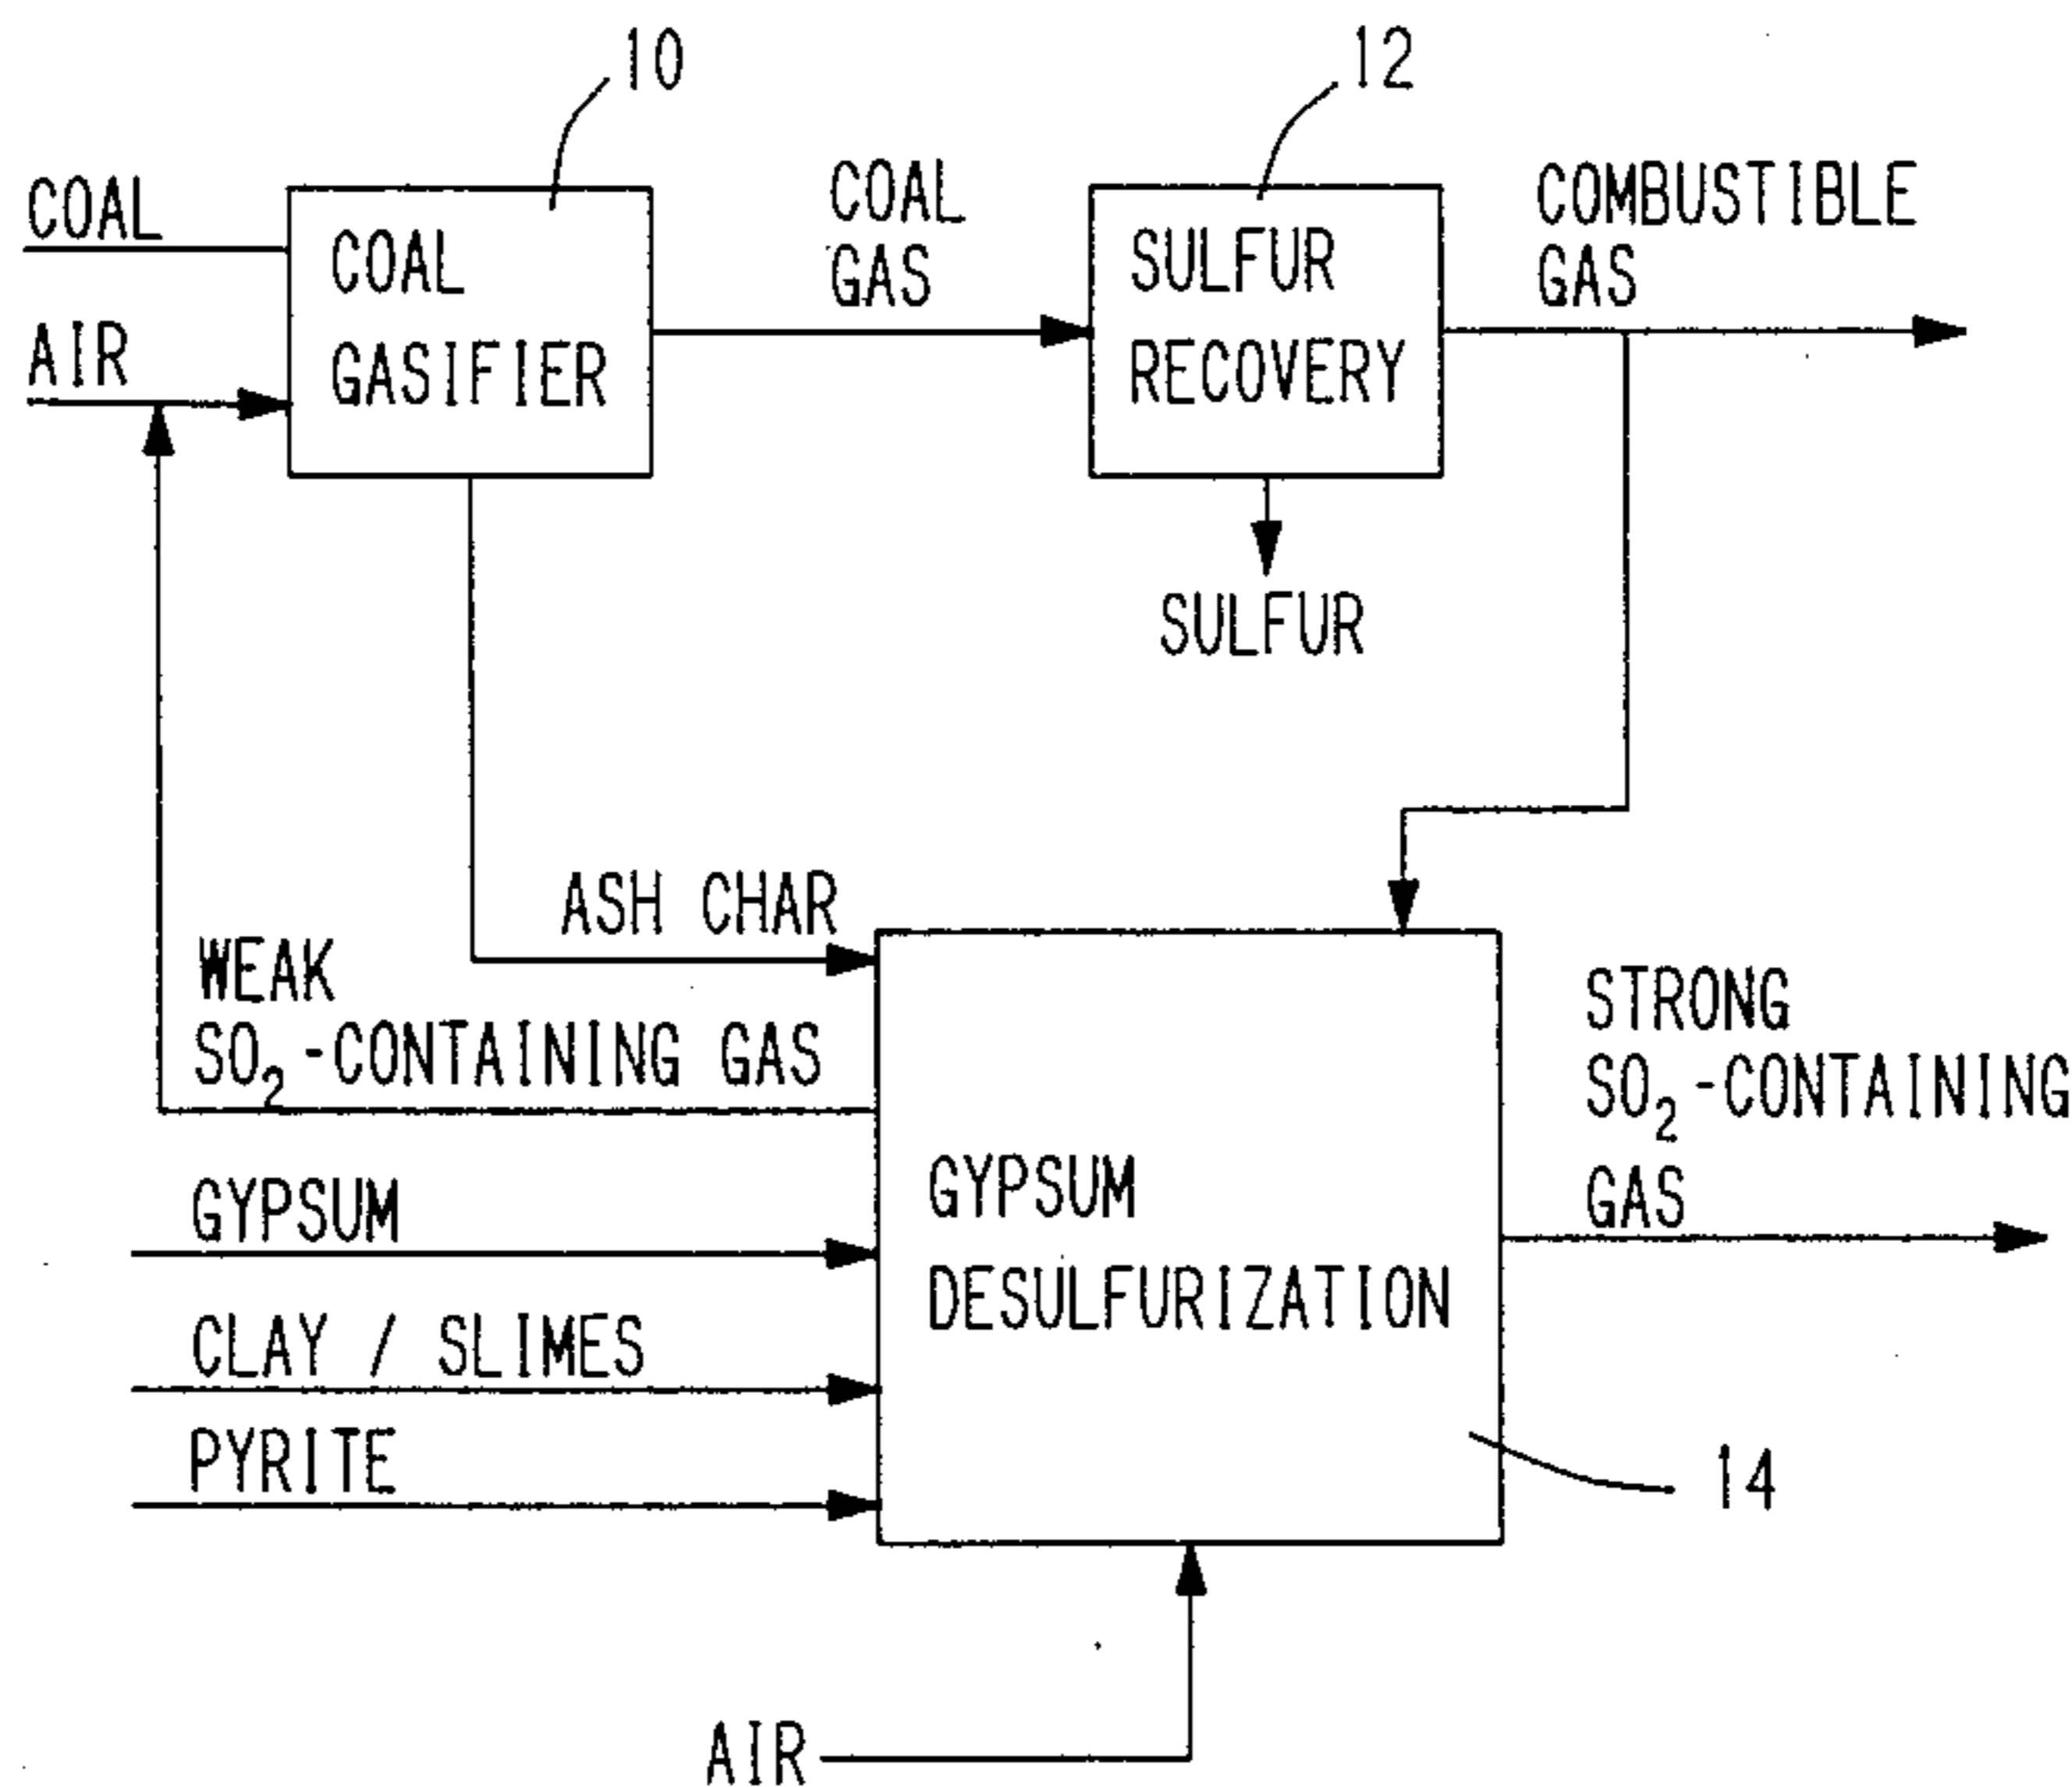 10
12
COAL
COAL
GASIFIER
COAL
GAS
SULFUR
RECOVERY
COMBUSTIBLE
GAS
AIR
SULFUR
ASH CHAR
WEAK
SO₂-CONTAINING GAS
STRONG
SO₂-CONTAINING
GAS
GYPSUM
CLAY / SLIMES
PYRITE
GYPSUM
DESULFURIZATION
14
AIR